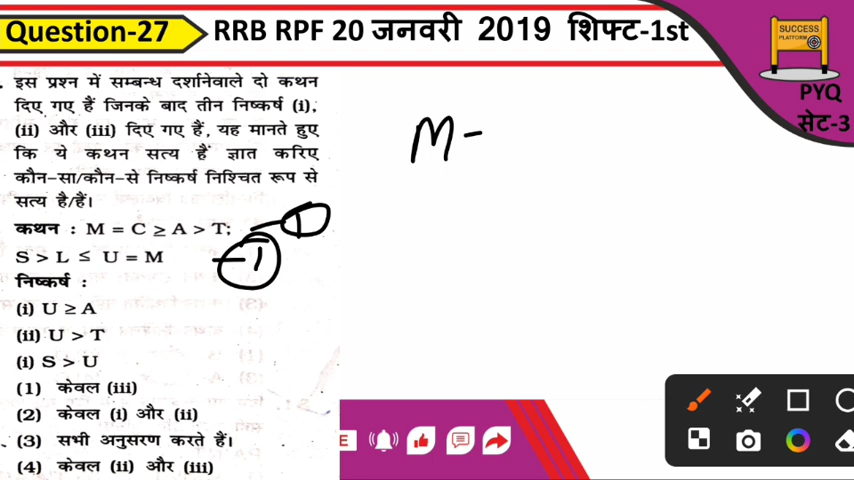 Question-27
RRB RPF 20 जनवरी 2019 शिफ्ट-1st
SUCCESS
PLATFORM
PYQ
सेट-3
इस प्रश्न में सम्बन्ध दर्शानेवाले दो कथन
दिए गए हैं जिनके बाद तीन निष्कर्ष (i),
(ii) और (iii) दिए गए हैं, यह मानते हुए
कि ये कथन सत्य हैं ज्ञात करिए
कौन-सा/कौन-से निष्कर्ष निश्चित रूप से
सत्य है/हैं।
कथन : M = C ≥ A > T; — 1
S > L ≤ U = M — 1
निष्कर्ष :
(i) U ≥ A
(ii) U > T
(i) S > U
(1) केवल (iii)
(2) केवल (i) और (ii)
(3) सभी अनुसरण करते हैं।
(4) केवल (ii) और (iii)
M -
E